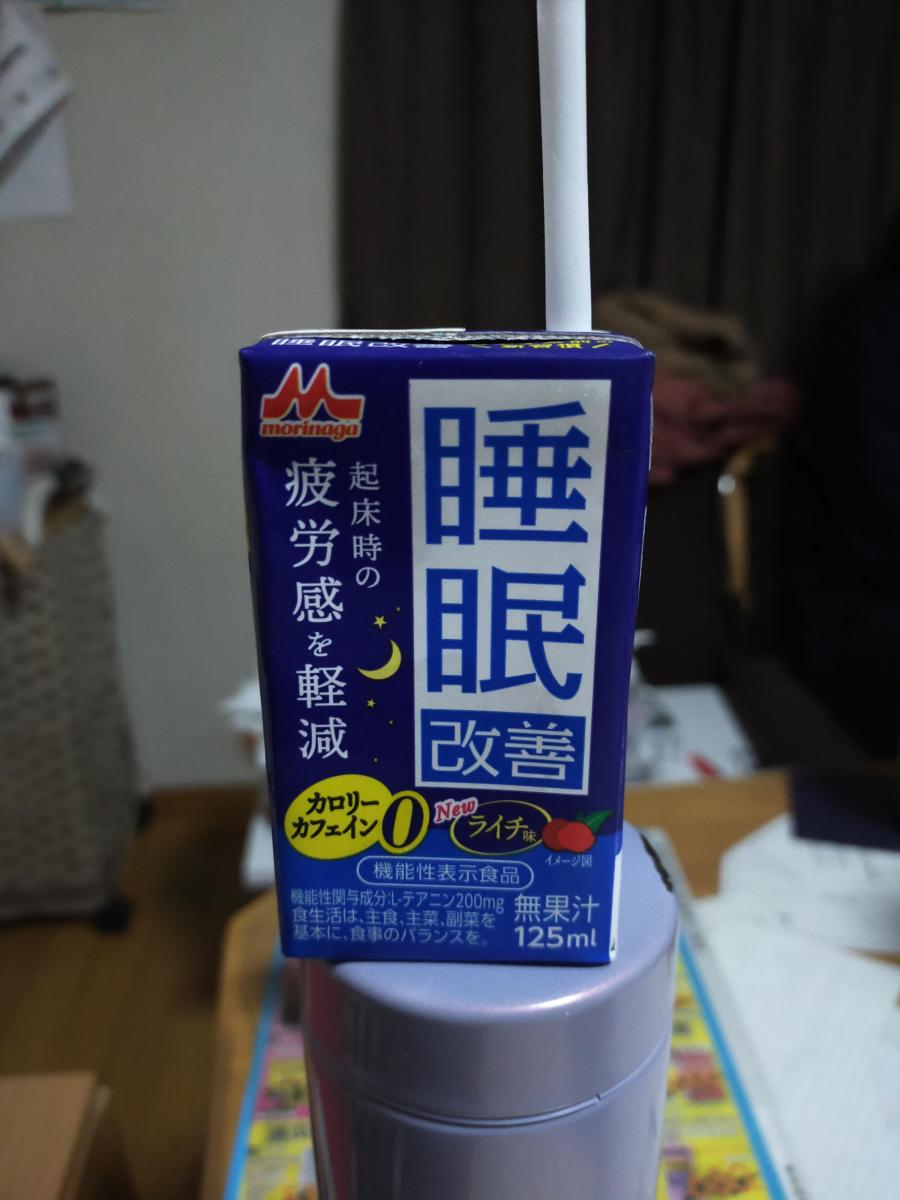 睡眠改善
morinaga
睡眠
改善
起床時の
疲労感を軽減
カロリー
カフェイン0
New
ライチ味
イメージ図
機能性表示食品
機能性関与成分:L-テアニン200mg
食生活は、主食、主菜、副菜を
基本に、食事のバランスを。
無果汁
125ml